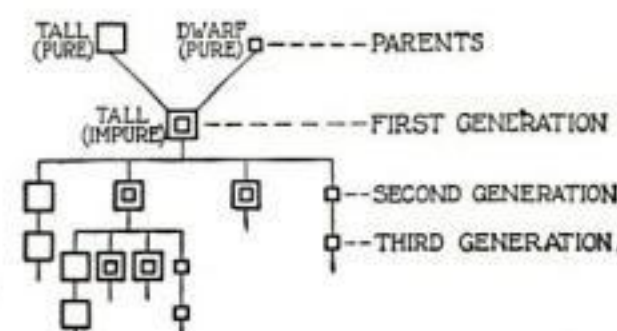 TALL
(PURE)
DWARF
(PURE)
PARENTS
TALL
(IMPURE)
FIRST GENERATION
SECOND GENERATION
THIRD GENERATION